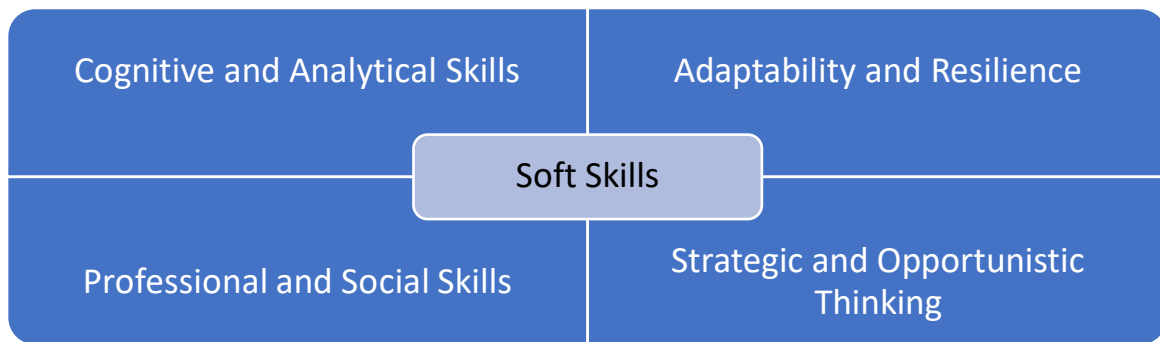 Cognitive and Analytical Skills
Adaptability and Resilience
Soft Skills
Professional and Social Skills
Strategic and Opportunistic
Thinking